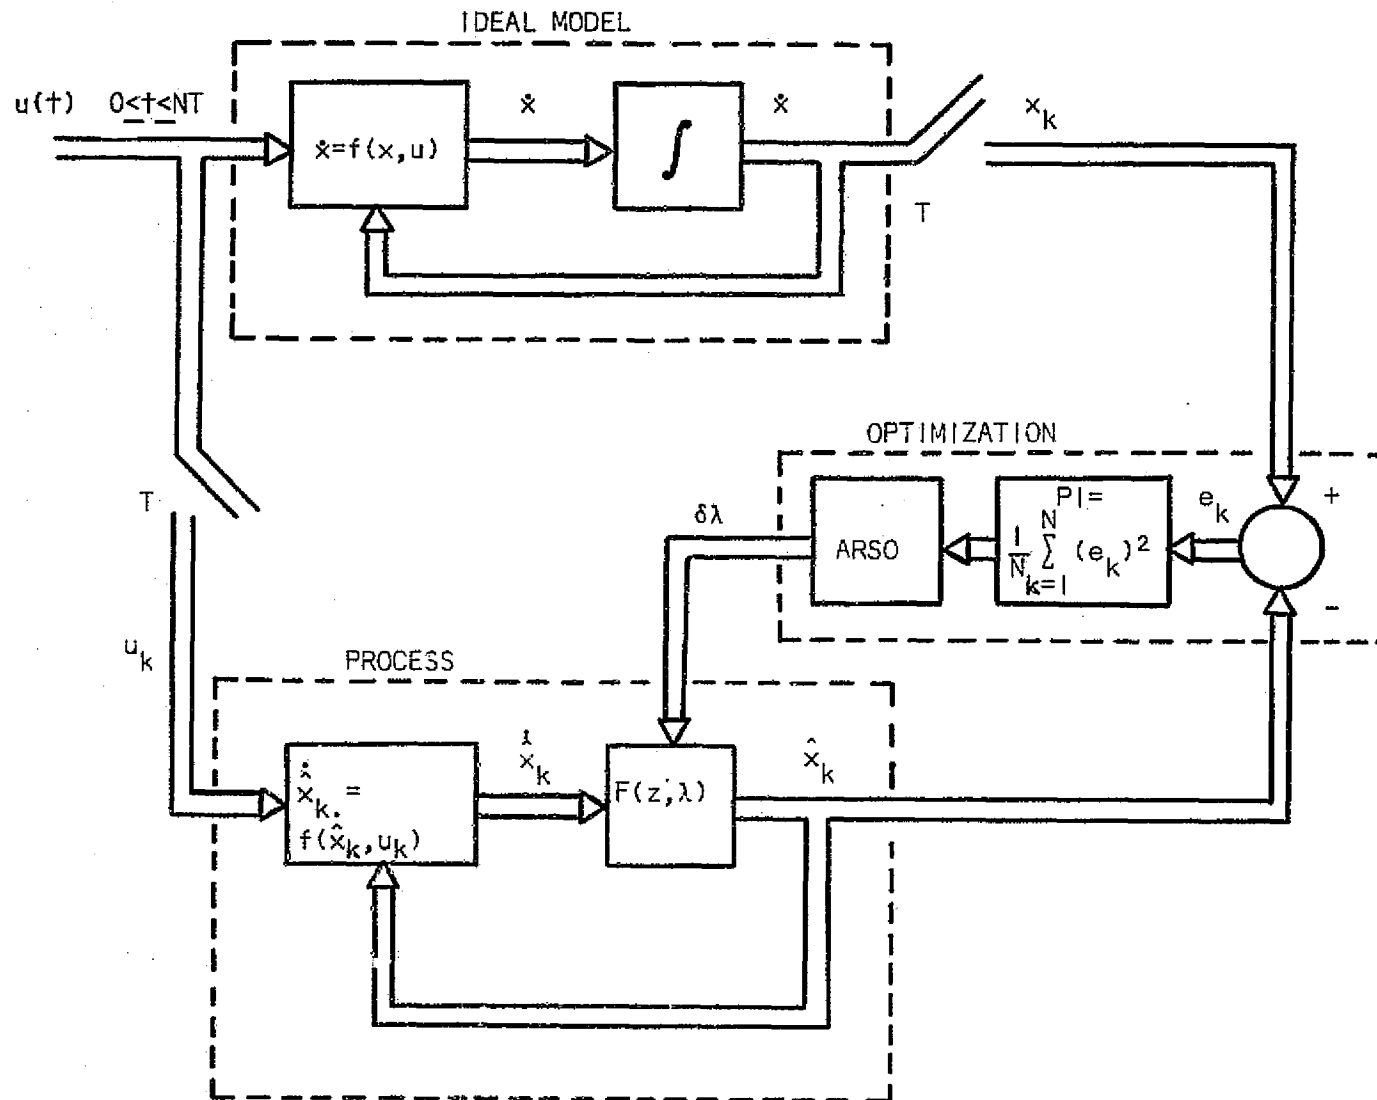 IDEAL MODEL
u(t) 0≤t≤NT
ẋ=f(x,u)
ẋ
∫
ẋ
x_k
T
OPTIMIZATION
T
δλ
ARSO
PI=
1/N Σ_{k=1}^{N} (e_k)²
e_k
+
-
u_k
PROCESS
x̂̇_k. =
f(x̂_k,u_k)
x̂̇_k
F(z,λ)
x̂_k